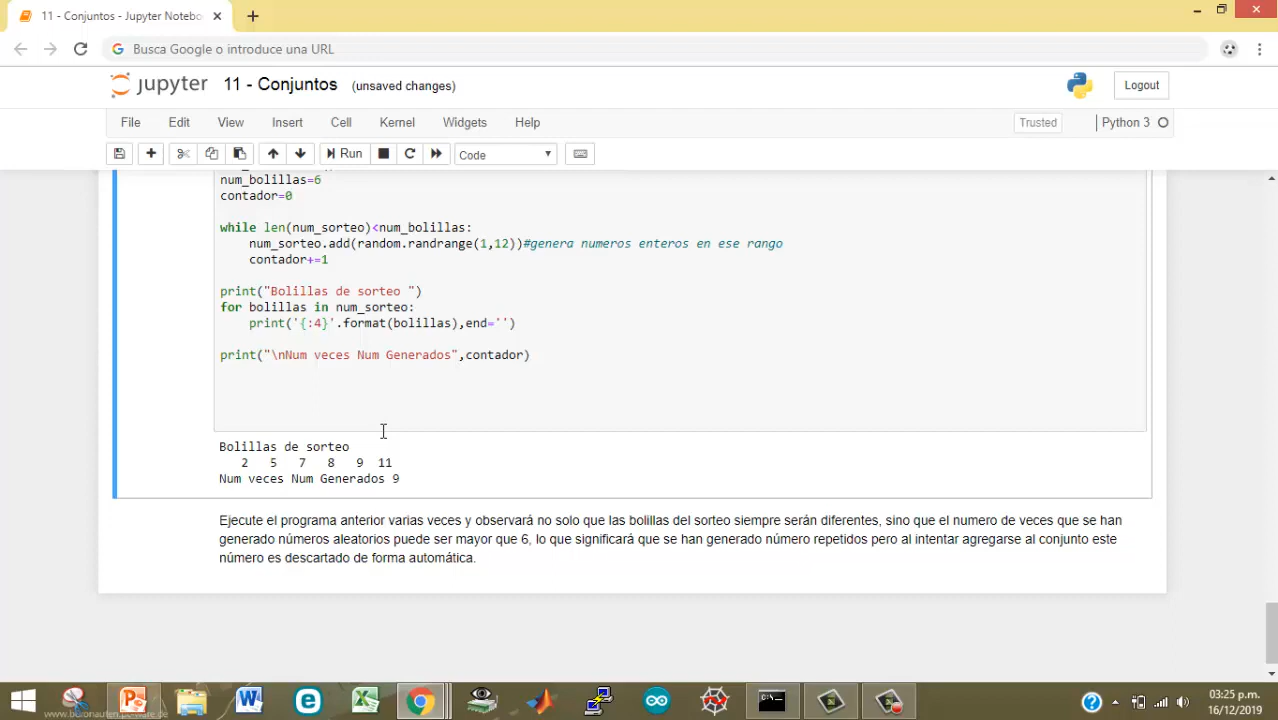 11 - Conjuntos - Jupyter Notebo
Busca Google o introduce una URL
jupyter 11 - Conjuntos (unsaved changes)
Logout
File Edit View Insert Cell Kernel Widgets Help
Trusted
Python 3
Run
Code
num_bolillas=6
contador=0
while len(num_sorteo)<num_bolillas:
    num_sorteo.add(random.randrange(1,12))#genera numeros enteros en ese rango
    contador+=1
print("Bolillas de sorteo ")
for bolillas in num_sorteo:
    print('{:4}'.format(bolillas),end='')
print("\nNum veces Num Generados",contador)
Bolillas de sorteo
2 5 7 8 9 11
Num veces Num Generados 9
Ejecute el programa anterior varias veces y observará no solo que las bolillas del sorteo siempre serán diferentes, sino que el numero de veces que se han
generado números aleatorios puede ser mayor que 6, lo que significará que se han generado número repetidos pero al intentar agregarse al conjunto este
número es descartado de forma automática.
03:25 p.m.
16/12/2019